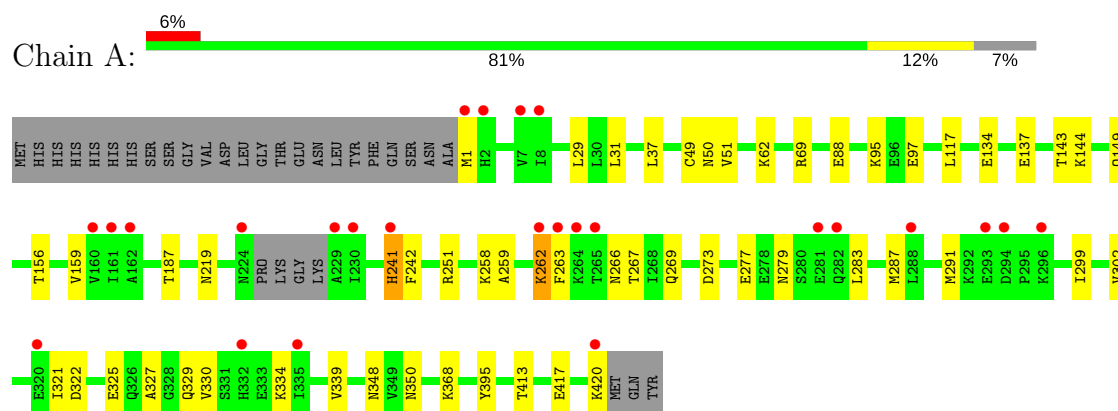 6%
Chain A:
81% 12% 7%
MET HIS HIS HIS HIS HIS HIS SER SER GLY VAL ASP LEU GLY THR GLU ASN LEU TYR PHE GLN SER ASN ALA M1 H2 V7 I8 L29 L30 L31 L37 C49 N50 V51 K62 R69 E88 K95 E96 E97 L117 E134 E137 T143 K144 Q149
T156 V159 V160 I161 A162 T187 N219 N224 PRO LYS GLY LYS A229 I230 H241 F242 R251 K258 A259 K262 F263 K264 T265 N266 T267 I268 Q269 D273 E277 E278 N279 S280 E281 Q282 L283 M287 L288 M291 K292 E293 D294 P295 K296 I299 V302
E320 I321 D322 E325 Q326 A327 G328 Q329 V330 S331 H332 E333 K334 I335 V339 N348 V349 N350 K368 Y395 T413 E417 K420 MET GLN TYR